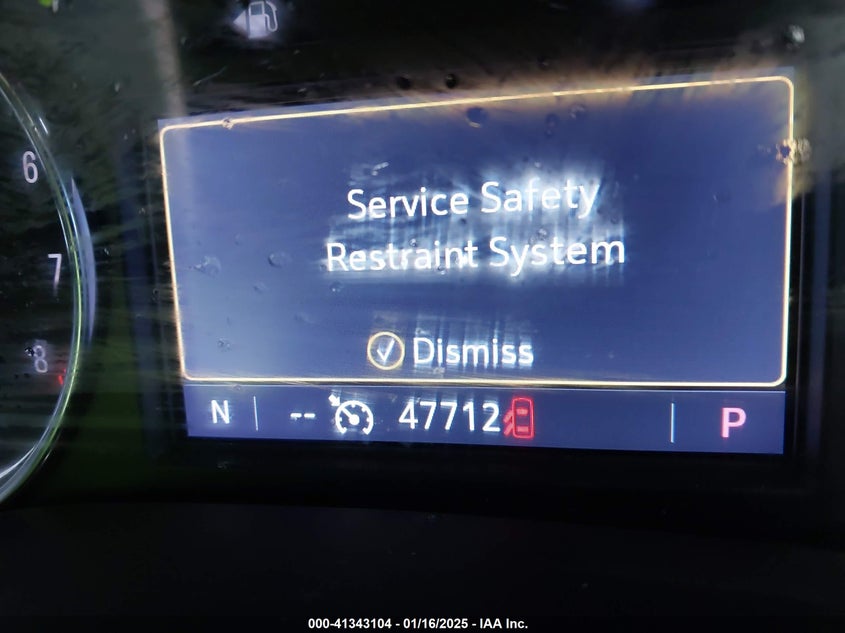 6
7
8
Service Safety
Restraint System
Dismiss
N -- 47712 P
000-41343104 - 01/16/2025 - IAA Inc.